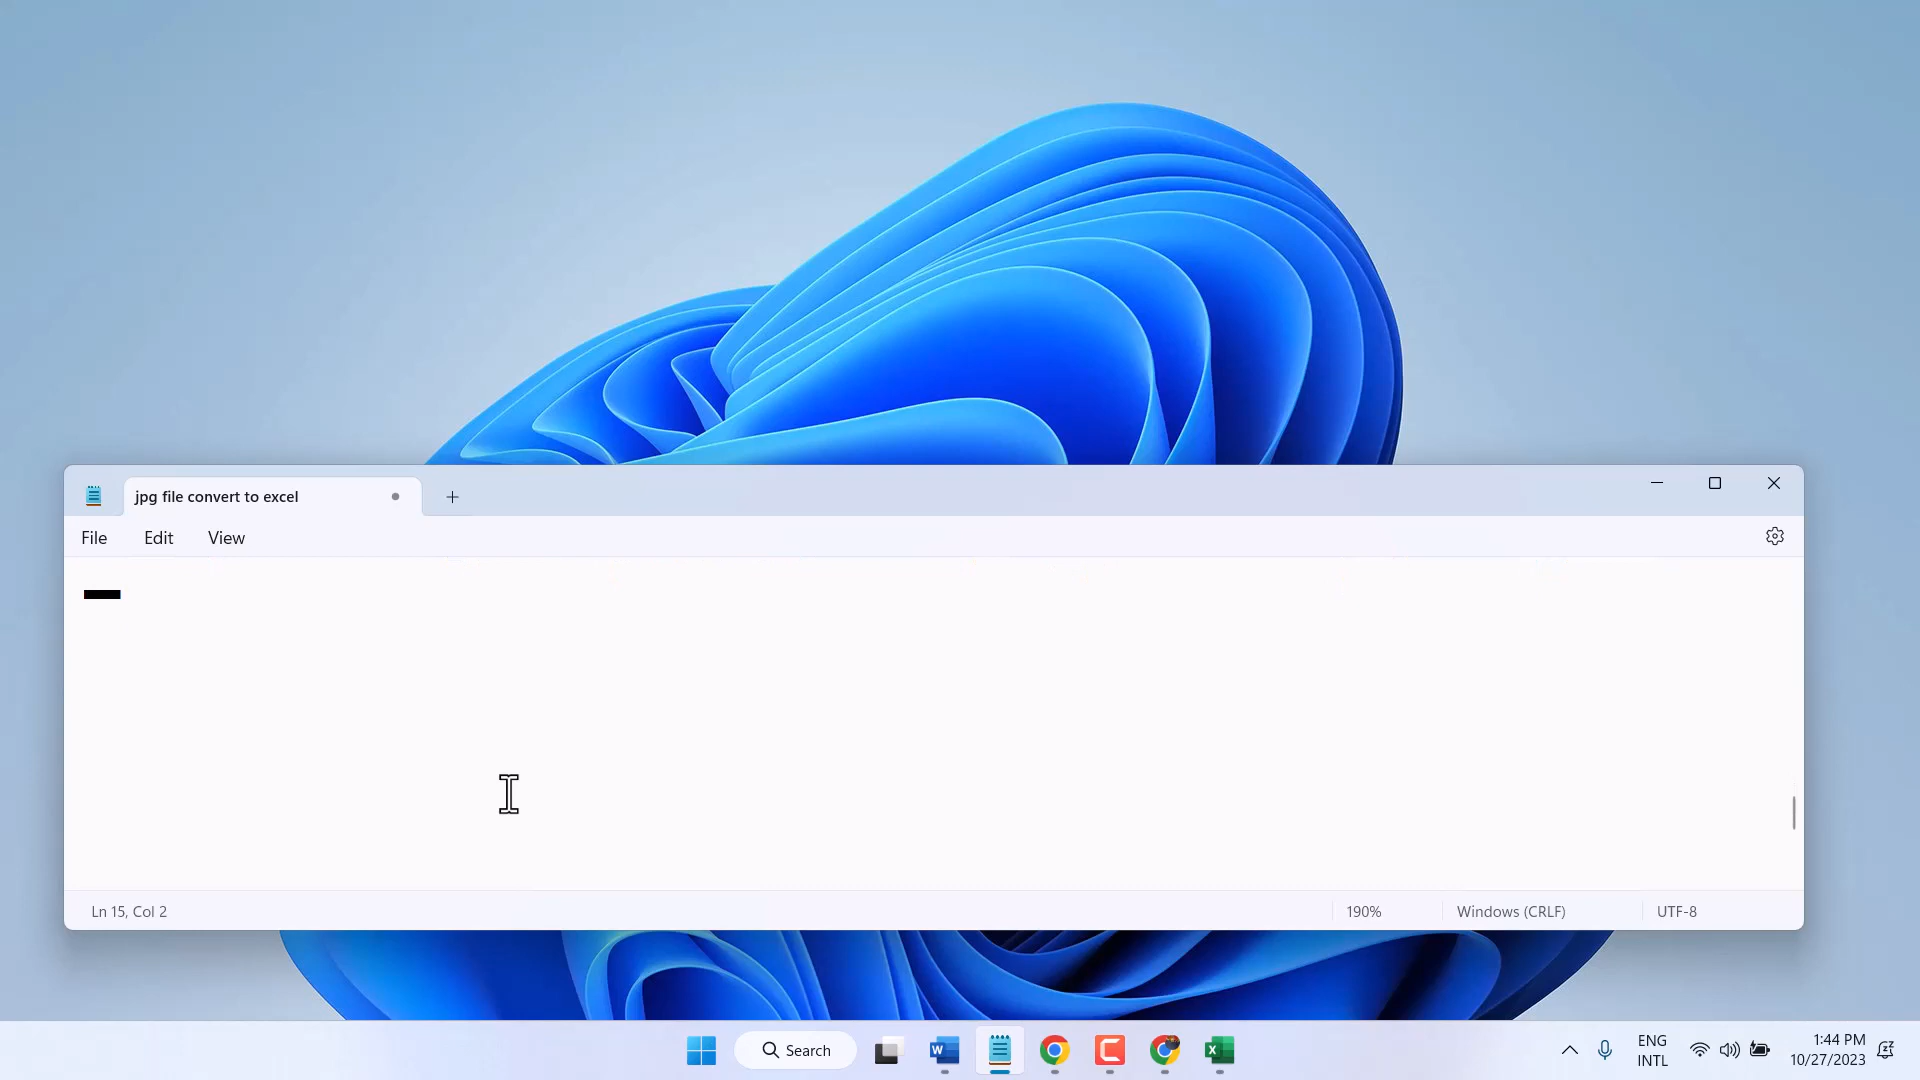 jpg file convert to excel
File Edit View
Ln 15, Col 2 190% Windows (CRLF) UTF-8
Search
ENG
INTL
1:44 PM
10/27/2023